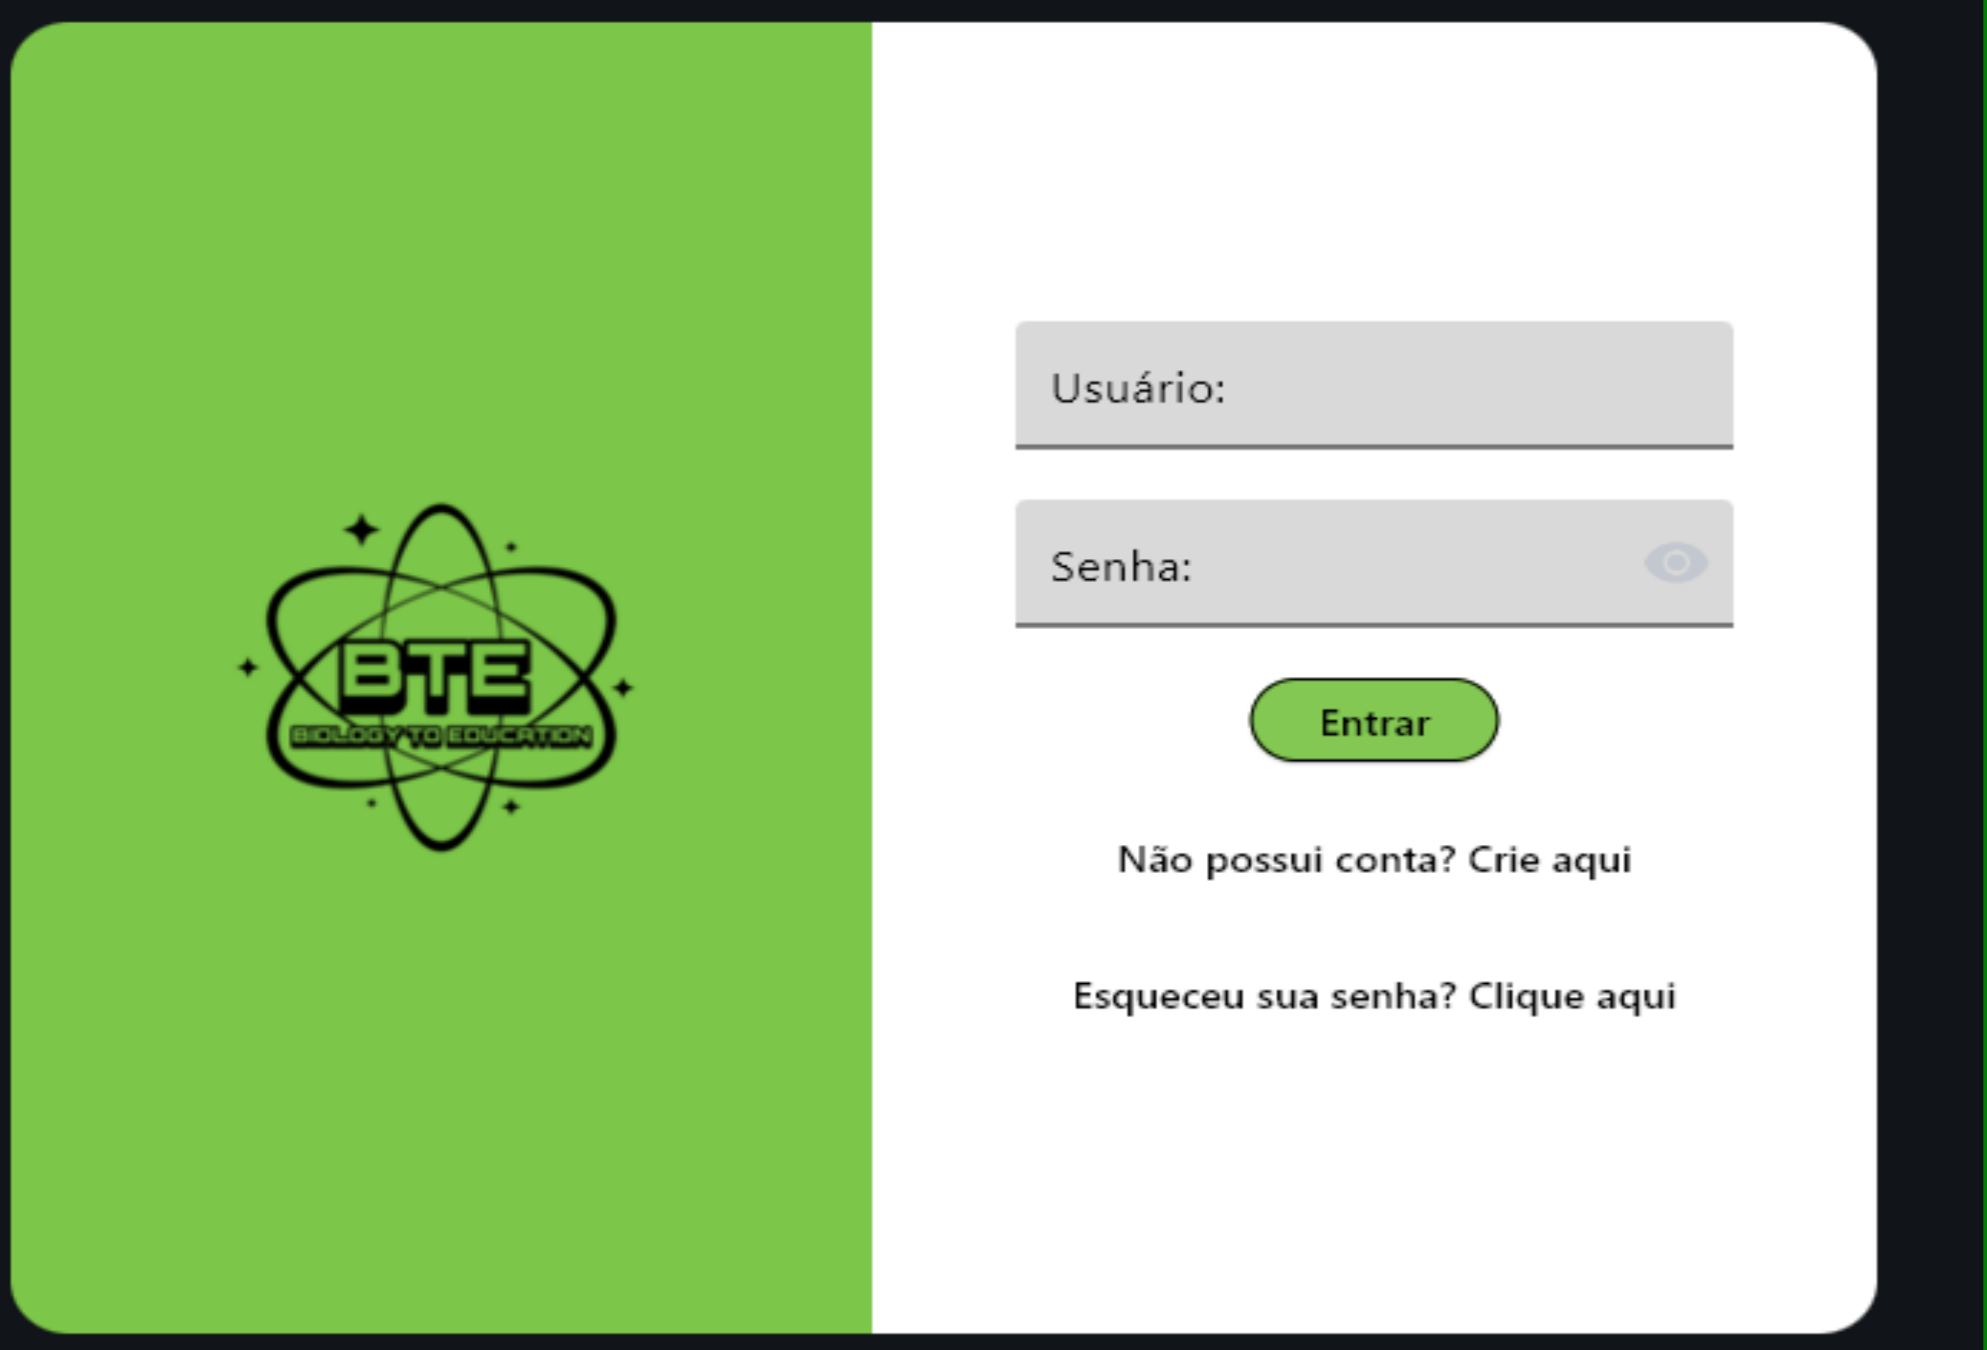 BTE
BIOLOGY TO EDUCATION
Usuário:
Senha:
Entrar
Não possui conta? Crie aqui
Esqueceu sua senha? Clique aqui